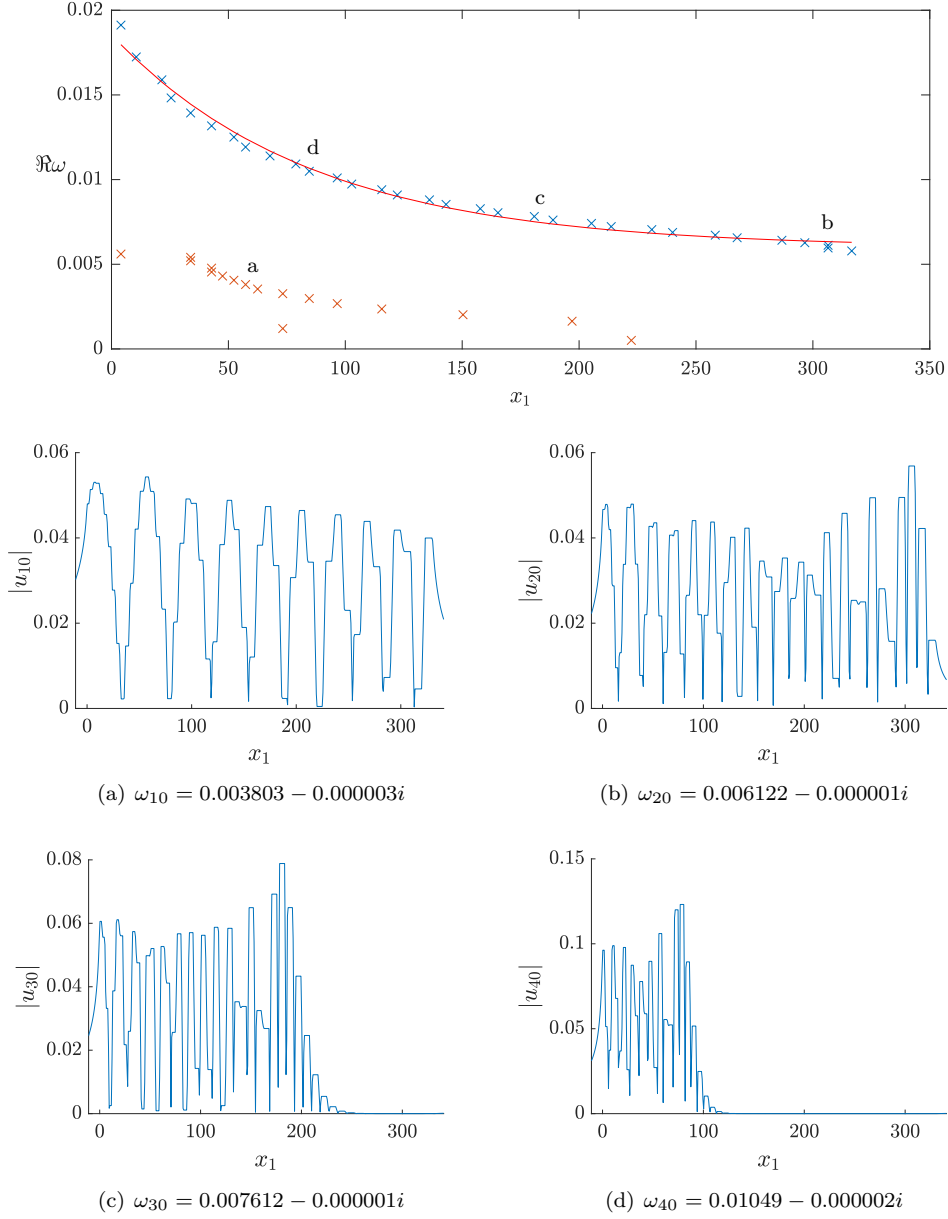 0.02
0.015
0.01
0.005
0
ℜω
d
c
b
a
0 50 100 150 200 250 300 350
x₁
0.06
0.04
0.02
0
|u₁₀|
0 100 200 300
x₁
0.06
0.04
0.02
0
|u₂₀|
0 100 200 300
x₁
(a) ω₁₀ = 0.003803 − 0.000003i
(b) ω₂₀ = 0.006122 − 0.000001i
0.08
0.06
0.04
0.02
0
|u₃₀|
0 100 200 300
x₁
0.15
0.1
0.05
0
|u₄₀|
0 100 200 300
x₁
(c) ω₃₀ = 0.007612 − 0.000001i
(d) ω₄₀ = 0.01049 − 0.000002i